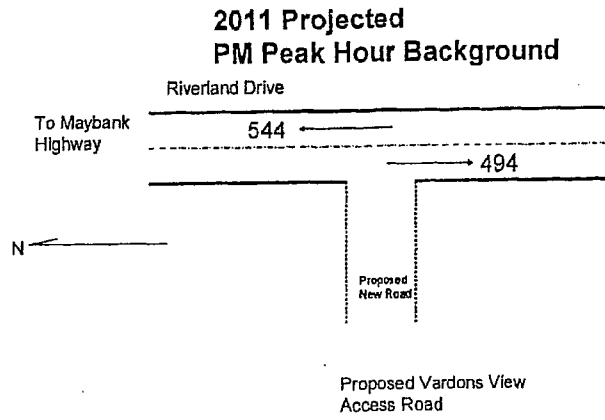 2011 Projected
PM Peak Hour Background
Riverland Drive
To Maybank
Highway
544
494
N
Proposed
New Road
Proposed Vardons View
Access Road